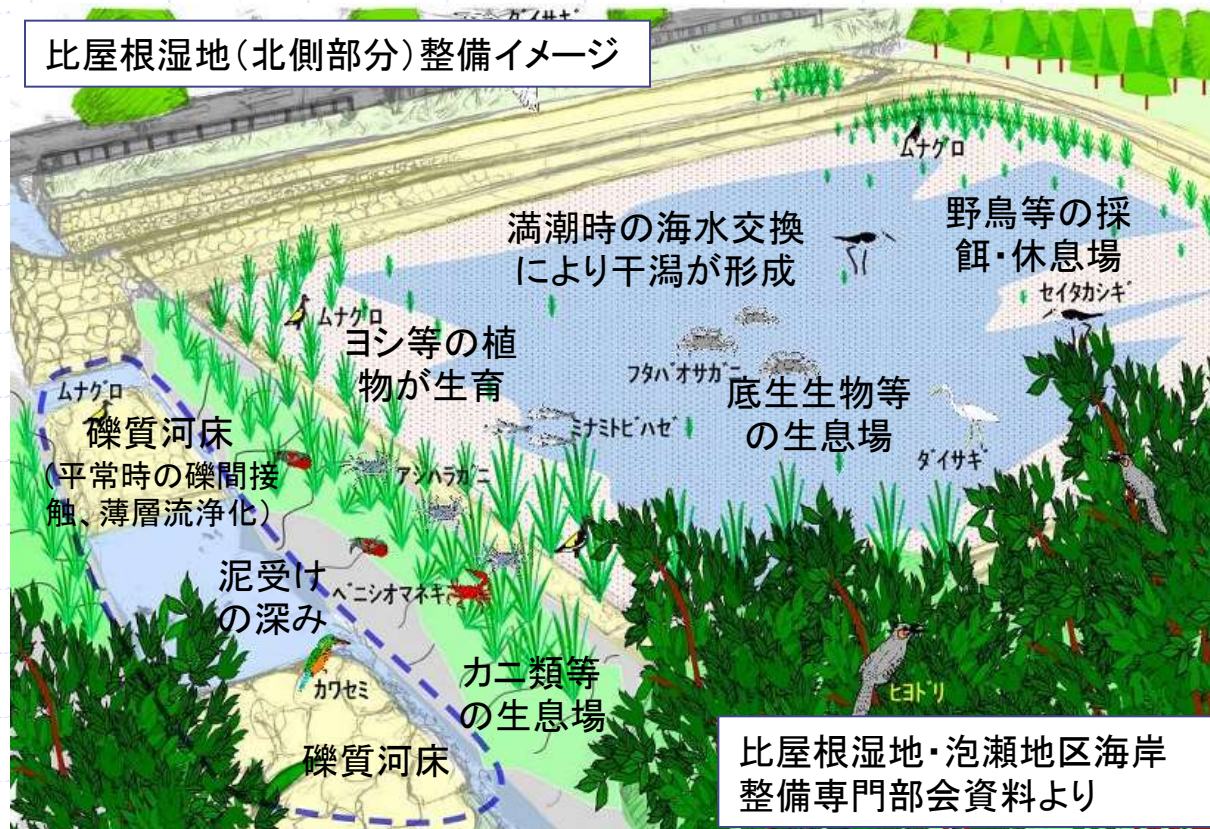 ダイサギ
比屋根湿地(北側部分)整備イメージ
ムナグロ
満潮時の海水交換
により干潟が形成
野鳥等の採
餌・休息場
セイタカシギ
ムナグロ
ヨシ等の植
物が生育
フタバオサガニ
底生生物等
の生息場
ムナグロ
礫質河床
(平常時の礫間接
触、薄層流浄化)
ミナミトビハゼ
アシハラガニ
ダイサギ
泥受け
の深み
ベニシオマネキ
カワセミ
カニ類等
の生息場
ヒヨドリ
礫質河床
比屋根湿地・泡瀬地区海岸
整備専門部会資料より